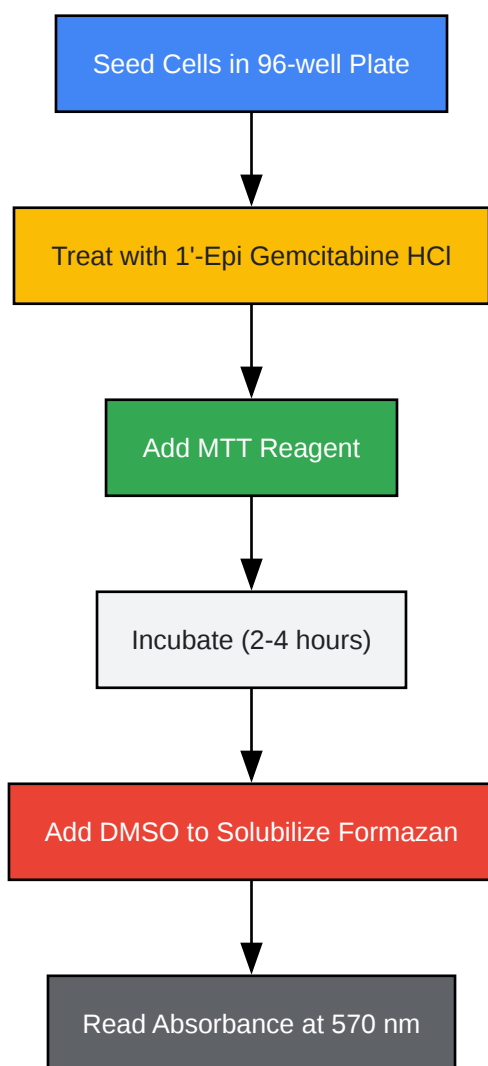 Seed Cells in 96-well Plate
Treat with 1'-Epi Gemcitabine HCl
Add MTT Reagent
Incubate (2-4 hours)
Add DMSO to Solubilize Formazan
Read Absorbance at 570 nm